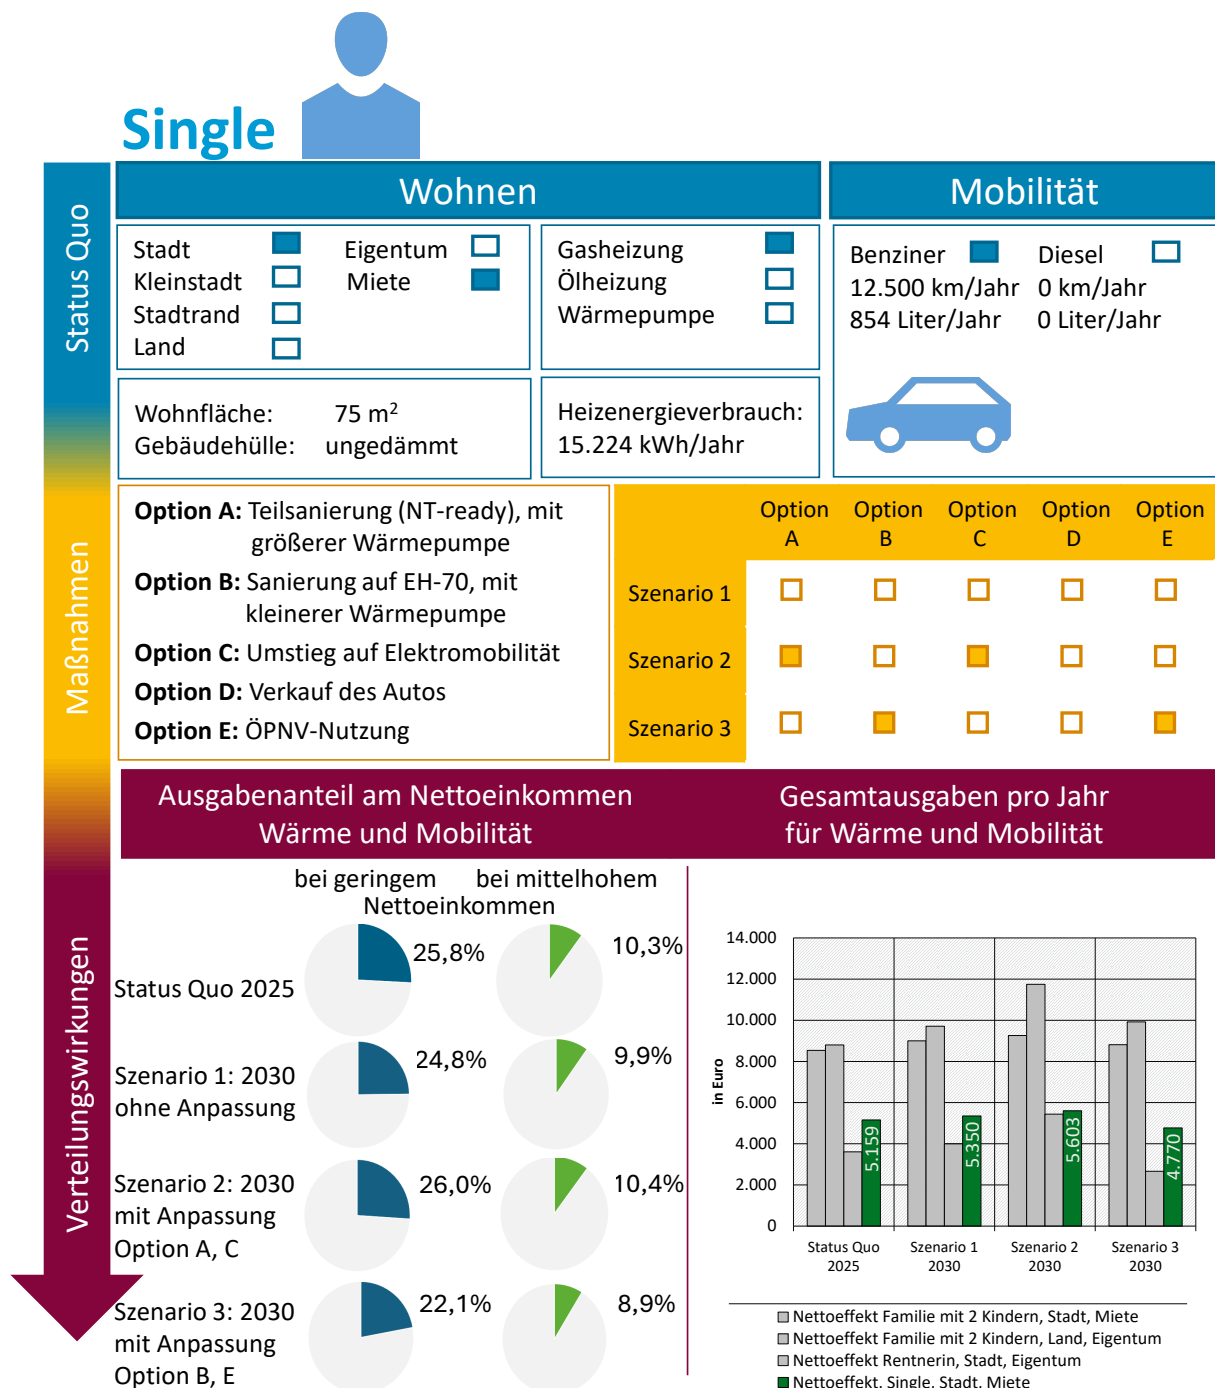 Single
Status Quo
Wohnen
Mobilität
Stadt
Kleinstadt
Stadtrand
Land
Eigentum
Miete
Gasheizung
Ölheizung
Wärmepumpe
Benziner
12.500 km/Jahr
854 Liter/Jahr
Diesel
0 km/Jahr
0 Liter/Jahr
Wohnfläche: 75 m²
Gebäudehülle: ungedämmt
Heizenergieverbrauch:
15.224 kWh/Jahr
Maßnahmen
Option A: Teilsanierung (NT-ready), mit
größerer Wärmepumpe
Option B: Sanierung auf EH-70, mit
kleinerer Wärmepumpe
Option C: Umstieg auf Elektromobilität
Option D: Verkauf des Autos
Option E: ÖPNV-Nutzung
Option Option Option Option Option
A B C D E
Szenario 1
Szenario 2
Szenario 3
Verteilungswirkungen
Ausgabenanteil am Nettoeinkommen
Wärme und Mobilität
bei geringem bei mittelhohem
Nettoeinkommen
Status Quo 2025
25,8%
10,3%
Szenario 1: 2030
ohne Anpassung
24,8%
9,9%
Szenario 2: 2030
mit Anpassung
Option A, C
26,0%
10,4%
Szenario 3: 2030
mit Anpassung
Option B, E
22,1%
8,9%
Gesamtausgaben pro Jahr
für Wärme und Mobilität
in Euro
14.000
12.000
10.000
8.000
6.000
4.000
2.000
0
5.159
5.350
5.603
4.770
Status Quo
2025
Szenario 1
2030
Szenario 2
2030
Szenario 3
2030
Nettoeffekt Familie mit 2 Kindern, Stadt, Miete
Nettoeffekt Familie mit 2 Kindern, Land, Eigentum
Nettoeffekt Rentnerin, Stadt, Eigentum
Nettoeffekt, Single, Stadt, Miete